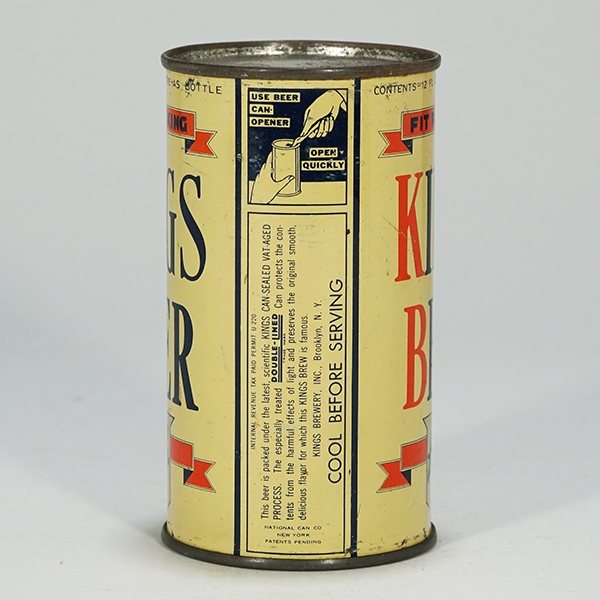 E-AS BOTTLE
KING
GS
ER
USE BEER
CAN-
OPENER
OPEN
QUICKLY
INTERNAL REVENUE TAX PAID PERMIT U-220
This beer is packed under the latest, scientific KINGS CAN-SEALED VAT-AGED
PROCESS. The especially treated DOUBLE-LINED Can protects the con-
tents from the harmful effects of light and preserves the original smooth,
delicious flavor for which this KINGS BREW is famous.
KINGS BREWERY, INC., Brooklyn, N. Y.
COOL BEFORE SERVING
NATIONAL CAN CO
NEW YORK
PATENTS PENDING
CONTENTS-12 FL
FIT F
KI
BE